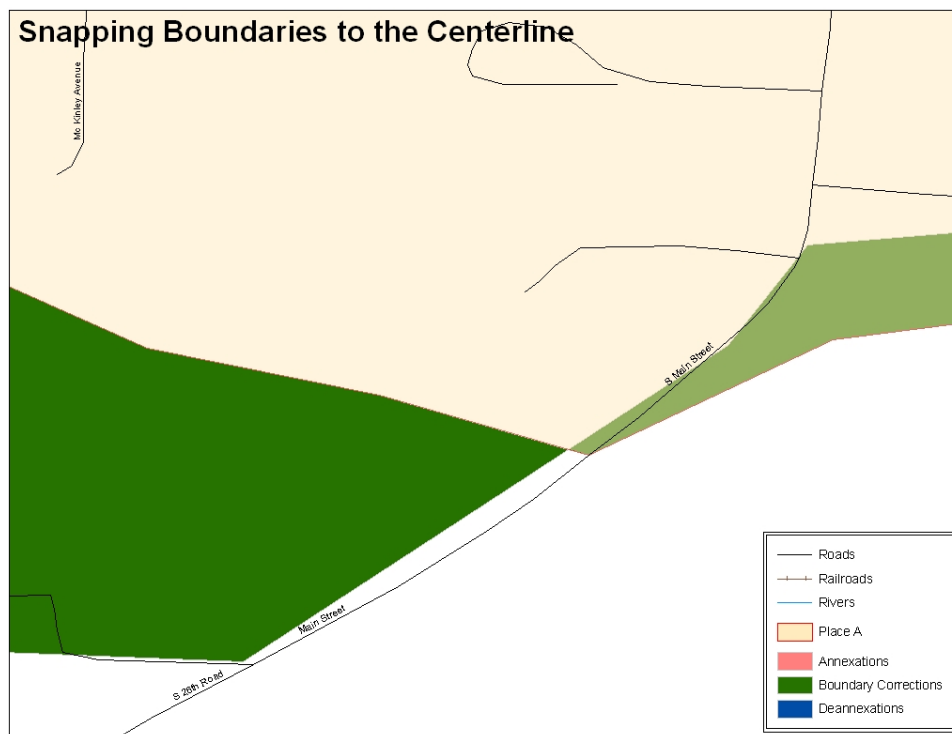 Snapping Boundaries to the Centerline
Mc Kinley Avenue
S Main Street
Main Street
S 26th Road
Roads
Railroads
Rivers
Place A
Annexations
Boundary Corrections
Deannexations